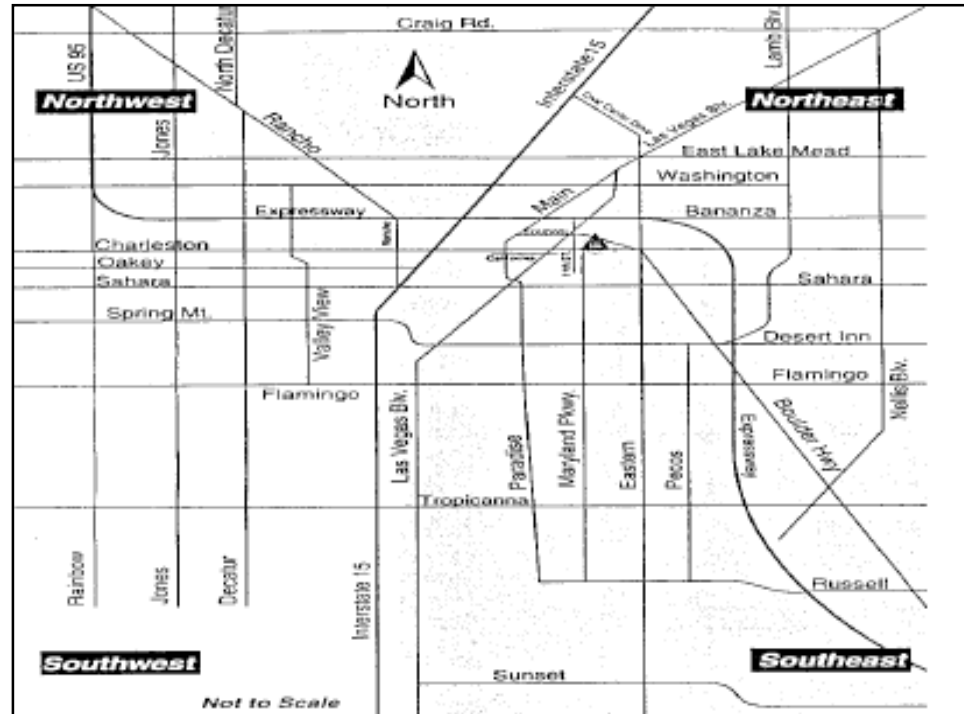 Craig Rd.
US 95
North Decatur
Interstate 15
Lamb Blv.
Northwest
North
Northeast
Jones
Rancho
Las Vegas Blv.
East Lake Mead
Washington
Main
Expressway
Bananza
Charleston
Oakey
Sahara
Sahara
Spring Mt.
Valley View
Desert Inn
Flamingo
Flamingo
Nellis Blv.
Las Vegas Blv.
Paradise
Maryland Pkwy.
Eastern
Pecos
Expressway
Boulder Hwy
Tropicanna
Rainbow
Jones
Decatur
Interstate 15
Russell
Southwest
Southeast
Sunset
Not to Scale